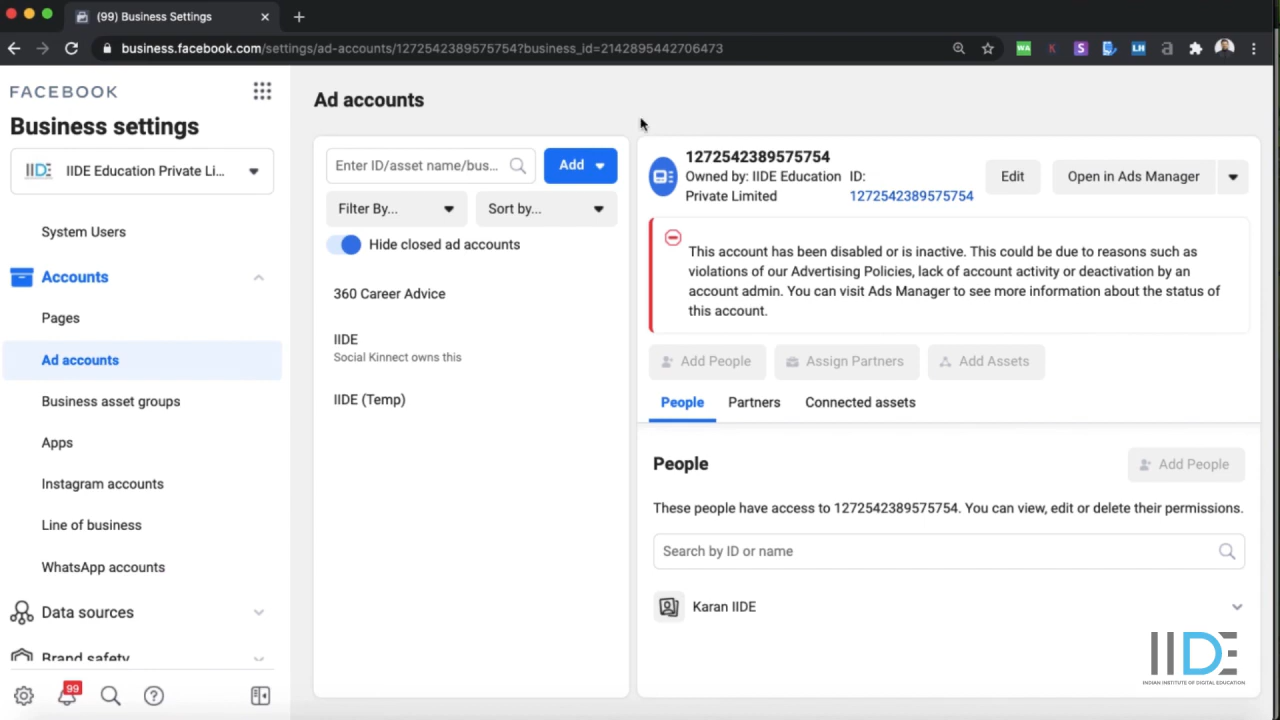 (99) Business Settings
business.facebook.com/settings/ad-accounts/1272542389575754?business_id=2142895442706473
WA
K
S
LH
a
FACEBOOK
Business settings
IIDE
IIDE Education Private Li...
System Users
Accounts
Pages
Ad accounts
Business asset groups
Apps
Instagram accounts
Line of business
WhatsApp accounts
Data sources
Brand safety
99
Ad accounts
Enter ID/asset name/bus...
Add
Filter By...
Sort by...
Hide closed ad accounts
360 Career Advice
IIDE
Social Kinnect owns this
IIDE (Temp)
1272542389575754
Owned by: IIDE Education
Private Limited
ID:
1272542389575754
Edit
Open in Ads Manager
This account has been disabled or is inactive. This could be due to reasons such as
violations of our Advertising Policies, lack of account activity or deactivation by an
account admin. You can visit Ads Manager to see more information about the status of
this account.
Add People
Assign Partners
Add Assets
People
Partners
Connected assets
People
Add People
These people have access to 1272542389575754. You can view, edit or delete their permissions.
Search by ID or name
Karan IIDE
IIDE
INDIAN INSTITUTE OF DIGITAL EDUCATION